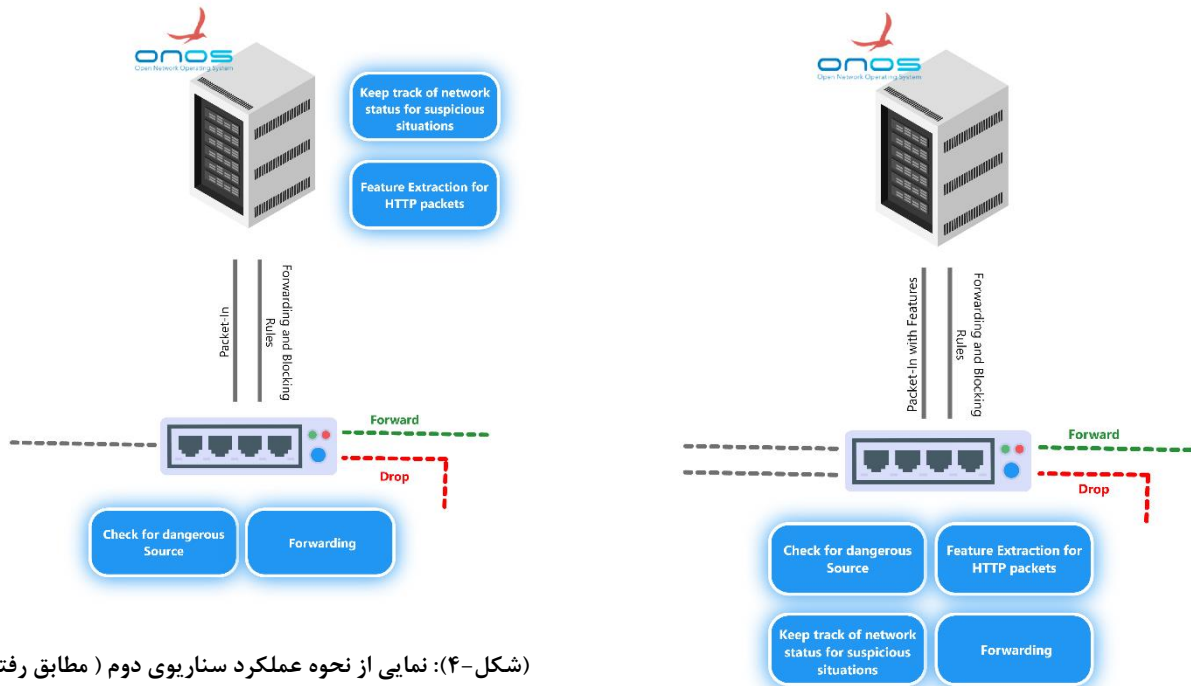 onos
Open Network Operating System
Keep track of network
status for suspicious
situations
Feature Extraction for
HTTP packets
Packet-In
Forwarding and Blocking
Rules
Forward
Drop
Check for dangerous
Source
Forwarding
(شکل-۴): نمایی از نحوه عملکرد سناریوی دوم ( مطابق
onos
Open Network Operating System
Packet-In with Features
Forwarding and Blocking
Rules
Forward
Drop
Check for dangerous
Source
Feature Extraction for
HTTP packets
Keep track of network
status for suspicious
situations
Forwarding